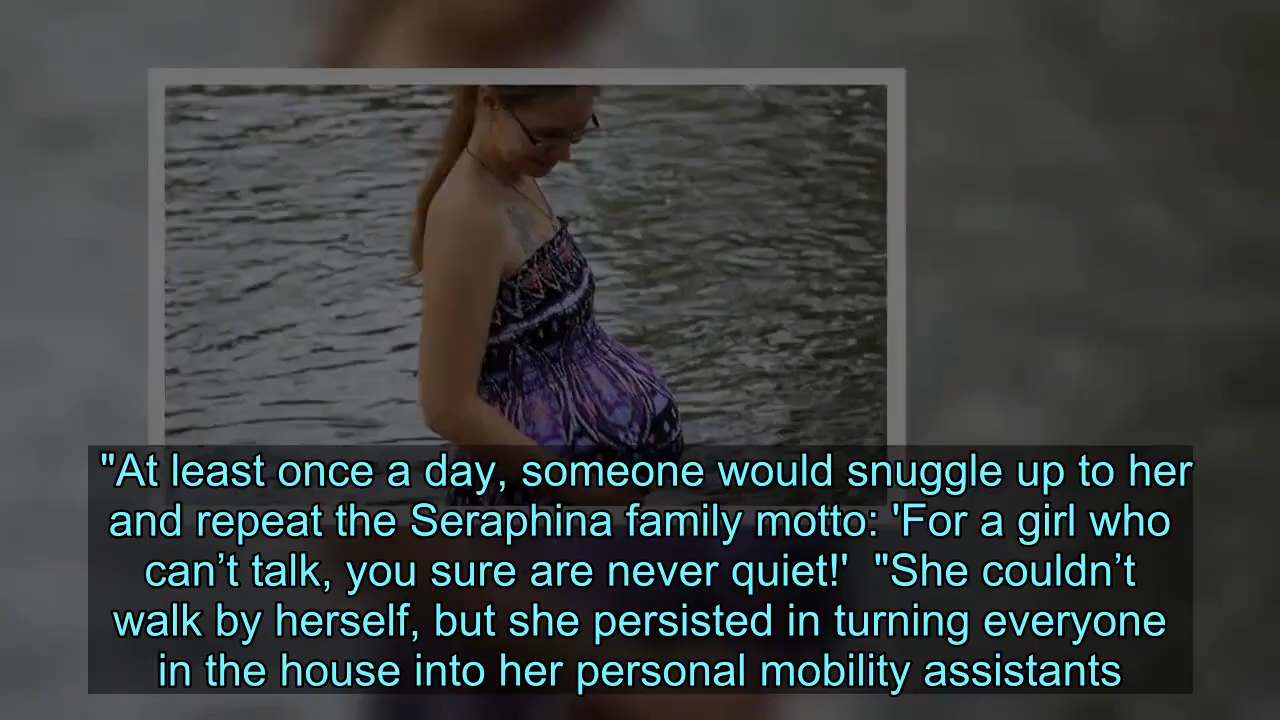 "At least once a day, someone would snuggle up to her
and repeat the Seraphina family motto: 'For a girl who
can’t talk, you sure are never quiet!'  "She couldn’t
walk by herself, but she persisted in turning everyone
in the house into her personal mobility assistants